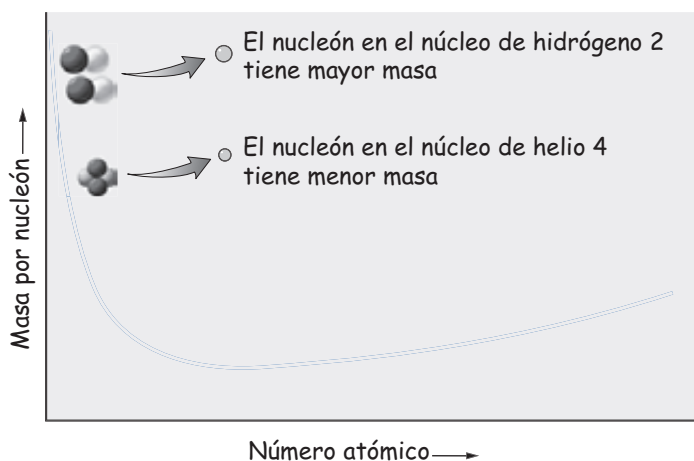 El nucleón en el núcleo de hidrógeno 2
tiene mayor masa
El nucleón en el núcleo de helio 4
tiene menor masa
Masa por nucleón
Número atómico